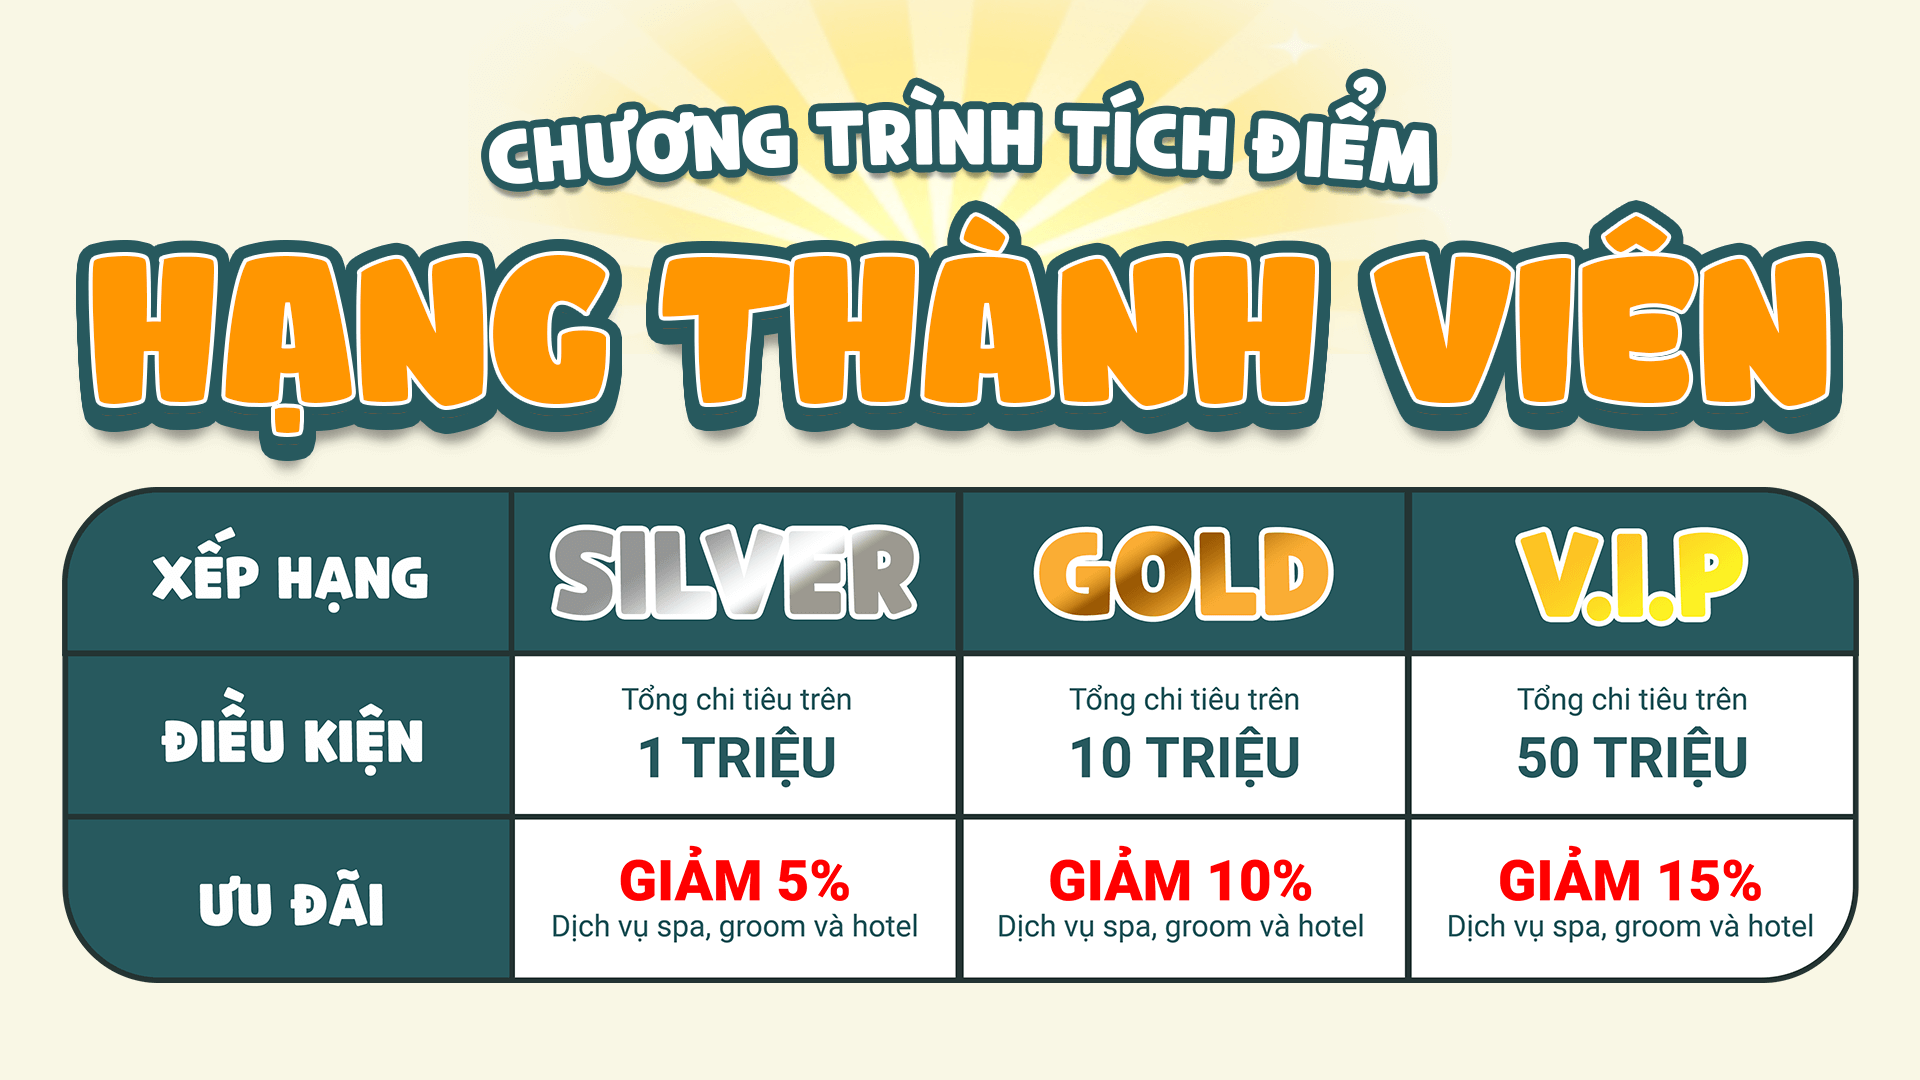 CHƯƠNG TRÌNH TÍCH ĐIỂM
HẠNG THÀNH VIÊN
XẾP HẠNG
SILVER
GOLD
V.I.P
ĐIỀU KIỆN
Tổng chi tiêu trên
1 TRIỆU
Tổng chi tiêu trên
10 TRIỆU
Tổng chi tiêu trên
50 TRIỆU
ƯU ĐÃI
GIẢM 5%
Dịch vụ spa, groom và hotel
GIẢM 10%
Dịch vụ spa, groom và hotel
GIẢM 15%
Dịch vụ spa, groom và hotel